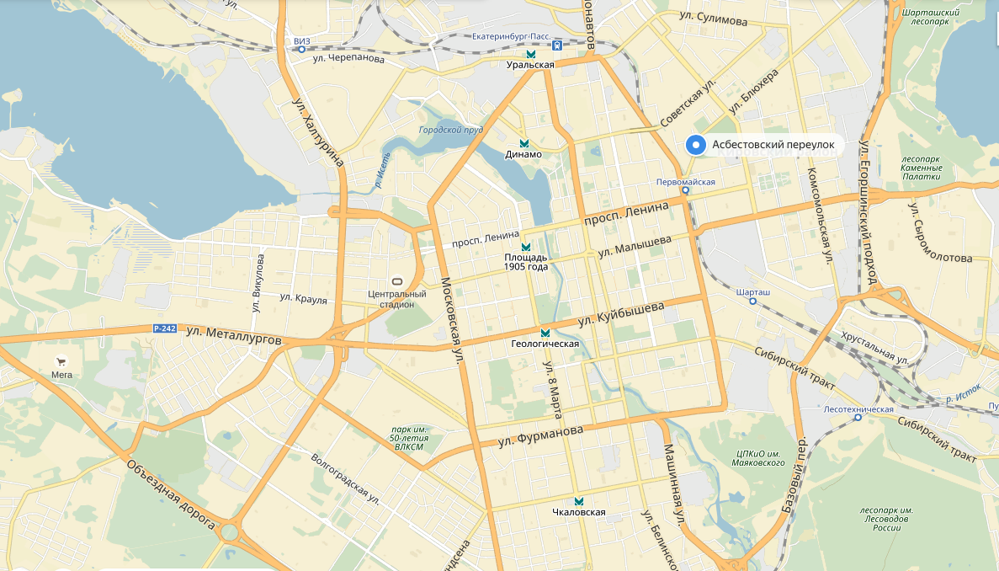 ул. Сулимова
Шарташский
лесопарк
ВИЗ
Екатеринбург-Пасс.
ул. Черепанова
Уральская
ул. Халтурина
Советская ул.
ул. Блюхера
Городской пруд
Динамо
р. Исеть
Асбестовский переулок
лесопарк
Каменные
Палатки
Первомайская
ул. Егоршинский подход
Комсомольская ул.
просп. Ленина
ул. Сыромолотова
просп. Ленина
ул. Малышева
Площадь
1905 года
ул. Викулова
Центральный
стадион
ул. Крауля
Московская ул.
Шарташ
ул. Куйбышева
Р-242
ул. Металлургов
Геологическая
Хрустальная ул.
Сибирский тракт
Мега
ул. 8 Марта
р. Исток
Лесотехническая
Пу
Сибирский тракт
парк им.
50-летия
ВЛКСМ
ул. Фурманова
ЦПКиО им.
Маяковского
Машинная ул.
Базовый пер.
Объездная дорога
Волгоградская ул.
Чкаловская
лесопарк им.
Лесоводов
России
ул. Белинско
ндсена